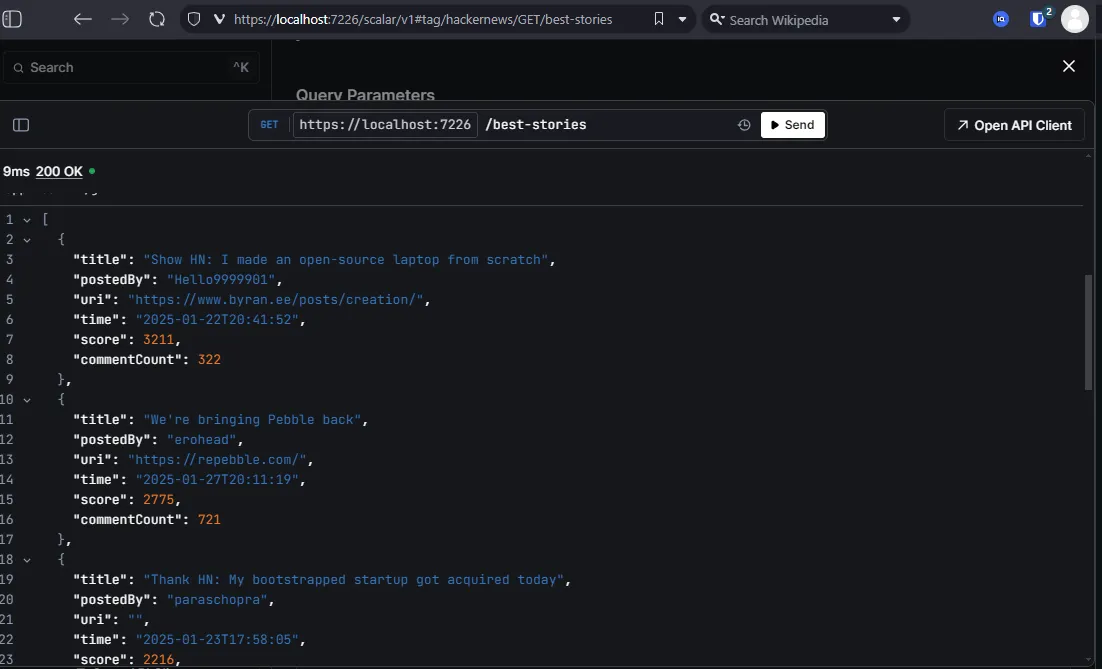 https://localhost:7226/scalar/v1#tag/hackernews/GET/best-stories
Search Wikipedia
2
Search
^K
Query Parameters
GET https://localhost:7226 /best-stories
Send
Open API Client
9ms 200 OK
1 [
2 {
3 "title": "Show HN: I made an open-source laptop from scratch",
4 "postedBy": "Hello9999901",
5 "uri": "https://www.byran.ee/posts/creation/",
6 "time": "2025-01-22T20:41:52",
7 "score": 3211,
8 "commentCount": 322
9 },
10 {
11 "title": "We're bringing Pebble back",
12 "postedBy": "erohead",
13 "uri": "https://repebble.com/",
14 "time": "2025-01-27T20:11:19",
15 "score": 2775,
16 "commentCount": 721
17 },
18 {
19 "title": "Thank HN: My bootstrapped startup got acquired today",
20 "postedBy": "paraschopra",
21 "uri": "",
22 "time": "2025-01-23T17:58:05",
23 "score": 2216,